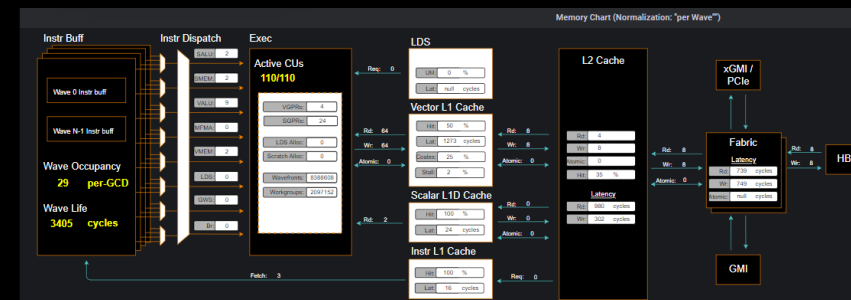 Memory Chart (Normalization: "per Wave")
Instr Buff
Wave 0 Instr buff
Wave N-1 Instr buff
Wave Occupancy
29 per-GCD
Wave Life
3405 cycles
Instr Dispatch
SALU: 2
SMEM: 2
VALU: 9
MFMA: 0
VMEM: 2
LDS: 0
GWS: 0
Br: 0
Exec
Active CUs
110/110
VGPRs: 4
SGPRs: 24
LDS Alloc: 0
Scratch Alloc: 0
Wavefronts: 8388608
Workgroups: 2097152
Fetch: 3
Req: 0
Rd: 64
Wr: 64
Atomic: 0
Rd: 2
LDS
Util: 0 %
Lat: null cycles
Vector L1 Cache
Hit: 50 %
Lat: 1273 cycles
Coales: 25 %
Stall: 2 %
Scalar L1D Cache
Hit: 100 %
Lat: 24 cycles
Instr L1 Cache
Hit: 100 %
Lat: 16 cycles
Rd: 8
Wr: 8
Atomic: 0
Rd: 0
Wr: 0
Atomic: 0
Req: 0
L2 Cache
Rd: 4
Wr: 8
Atomic: 0
Hit: 35 %
Latency
Rd: 980 cycles
Wr: 302 cycles
Rd: 8
Wr: 8
Atomic: 0
xGMI /
PCIe
Fabric
Latency
Rd: 739 cycles
Wr: 749 cycles
Atomic: null cycles
GMI
Rd: 8
Wr: 8
HB